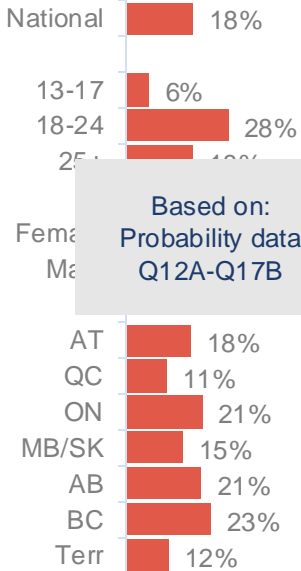 National 18%
13-17 6%
18-24 28%
Based on:
Probability data
Q12A-Q17B
AT 18%
QC 11%
ON 21%
MB/SK 15%
AB 21%
BC 23%
Terr 12%